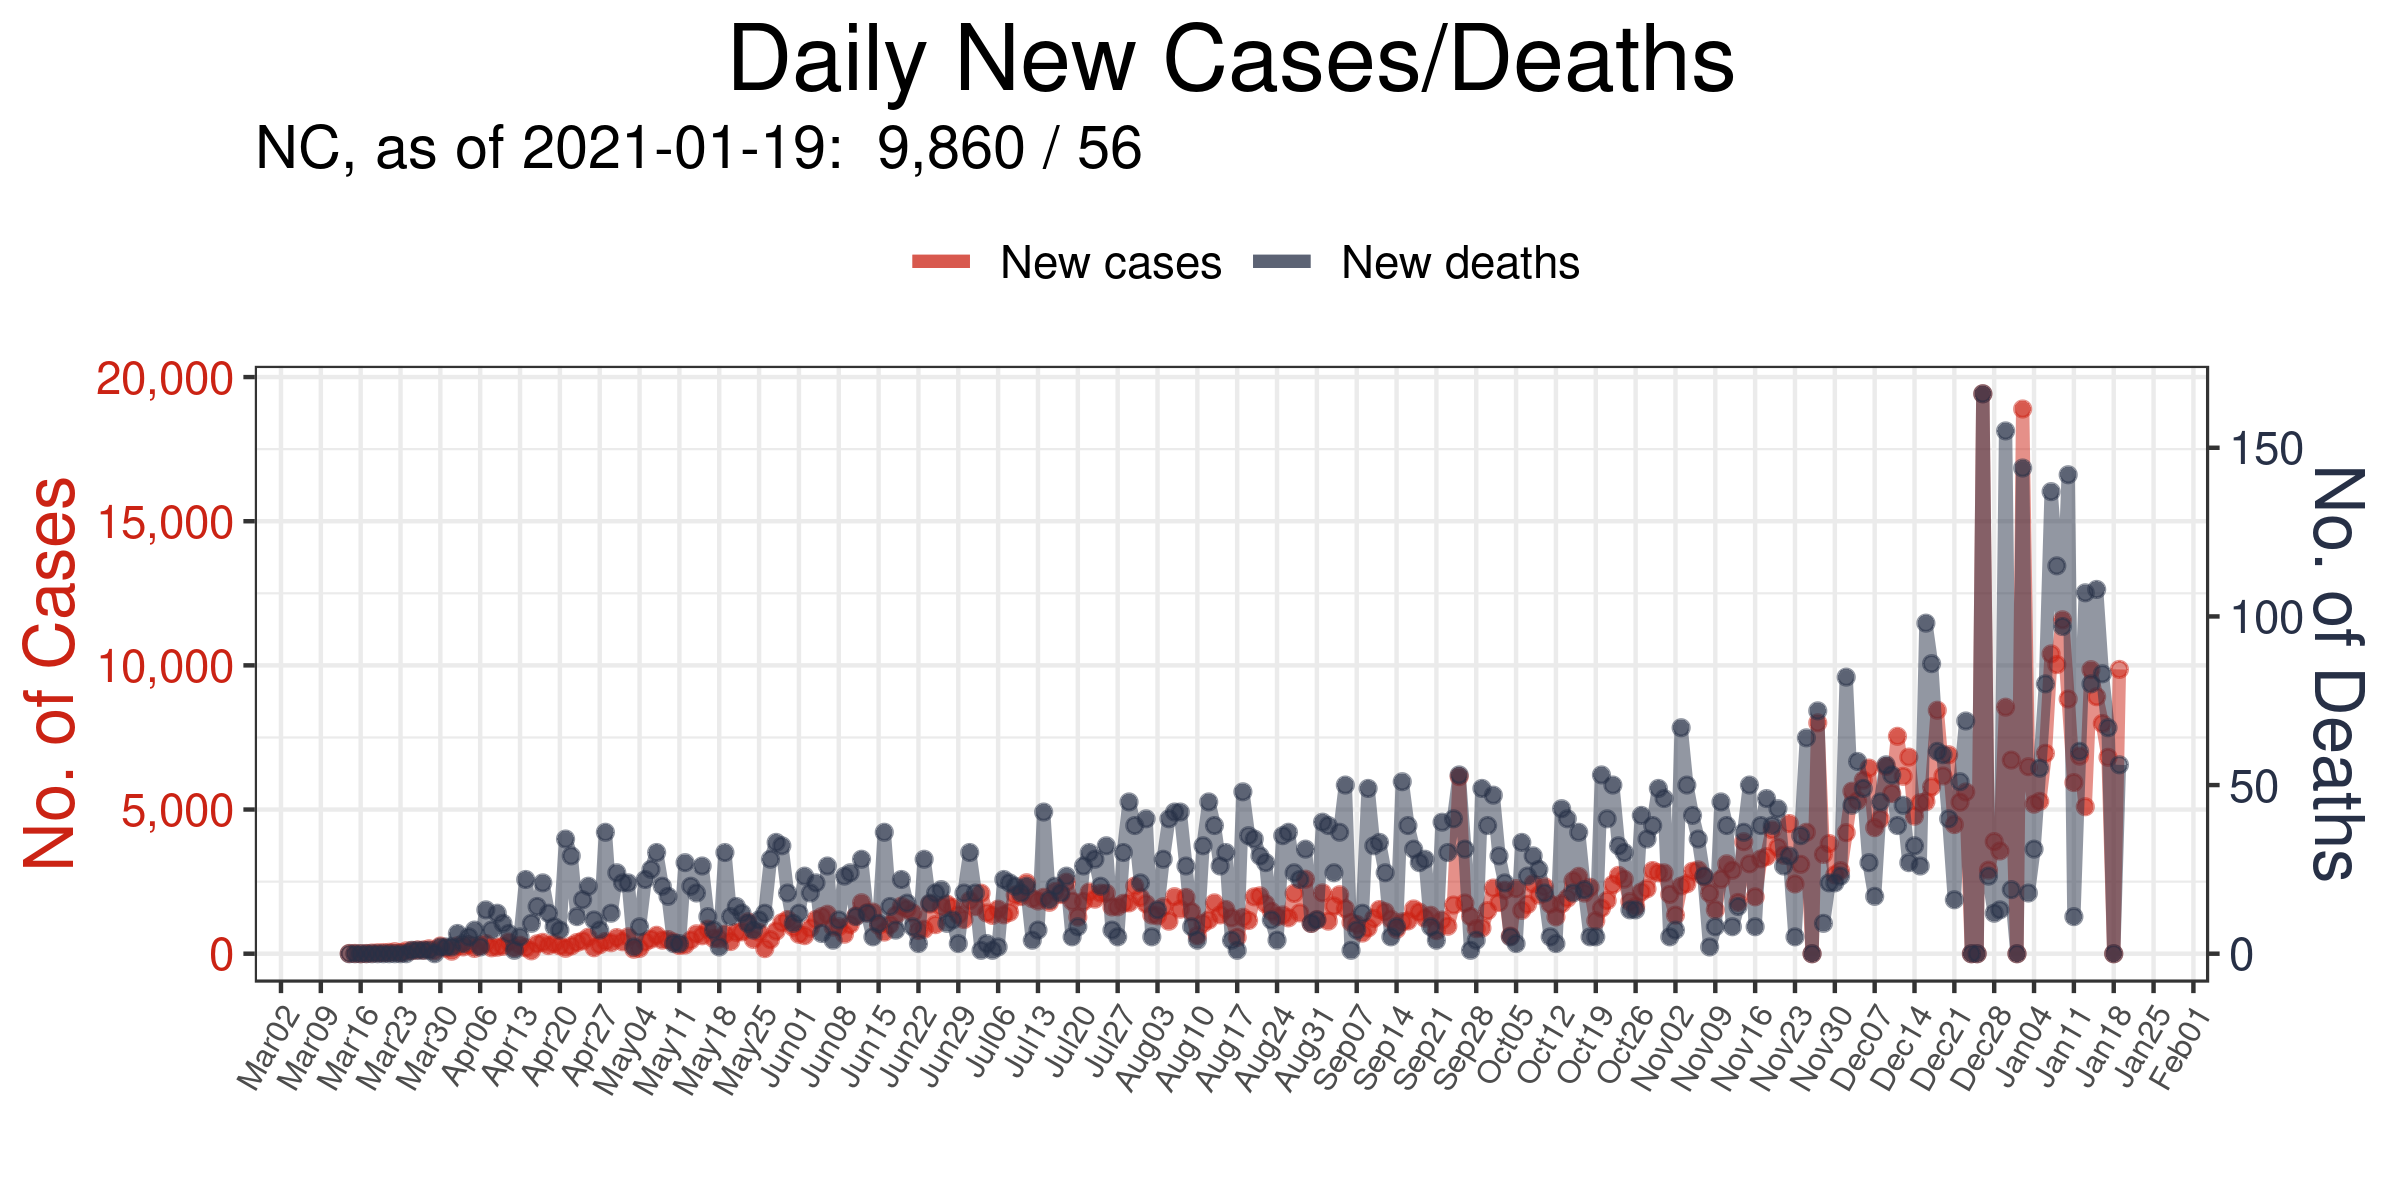 Daily New Cases/Deaths
NC, as of 2021-01-19: 9,860 / 56
New cases
New deaths
No. of Cases
20,000
15,000
10,000
5,000
0
150
100
50
0
No. of Deaths
Mar02
Mar09
Mar16
Mar23
Mar30
Apr06
Apr13
Apr20
Apr27
May04
May11
May18
May25
Jun01
Jun08
Jun15
Jun22
Jun29
Jul06
Jul13
Jul20
Jul27
Aug03
Aug10
Aug17
Aug24
Aug31
Sep07
Sep14
Sep21
Sep28
Oct05
Oct12
Oct19
Oct26
Nov02
Nov09
Nov16
Nov23
Nov30
Dec07
Dec14
Dec21
Dec28
Jan04
Jan11
Jan18
Jan25
Feb01